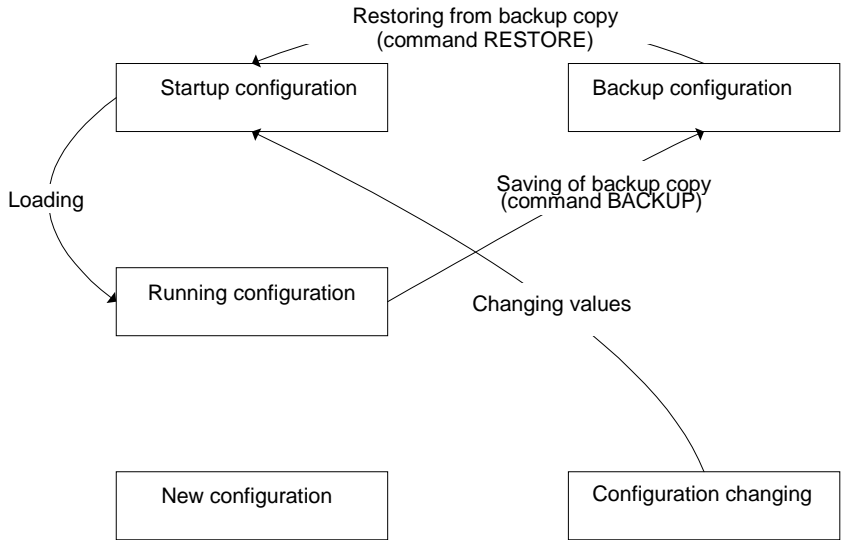 Restoring from backup copy
(command RESTORE)
Startup configuration
Backup configuration
Saving of backup copy
(command BACKUP)
Loading
Running configuration
Changing values
New configuration
Configuration changing